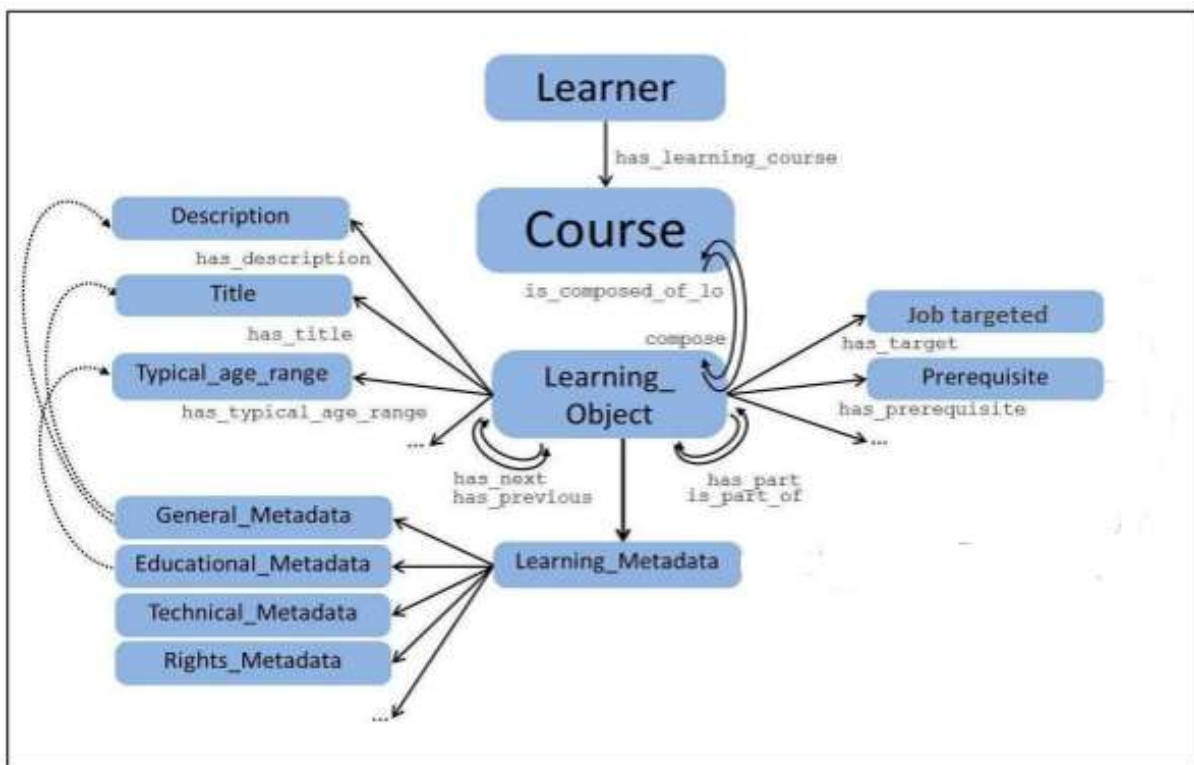 Learner
has_learning_course
Course
Description
has_description
is_composed_of_lo
Title
has_title
compose
Job targeted
has_target
Typical_age_range
has_typical_age_range
Learning_
Object
Prerequisite
has_prerequisite
...
...
has_next
has_previous
has_part
is_part_of
General_Metadata
Educational_Metadata
Learning_Metadata
Technical_Metadata
Rights_Metadata
...